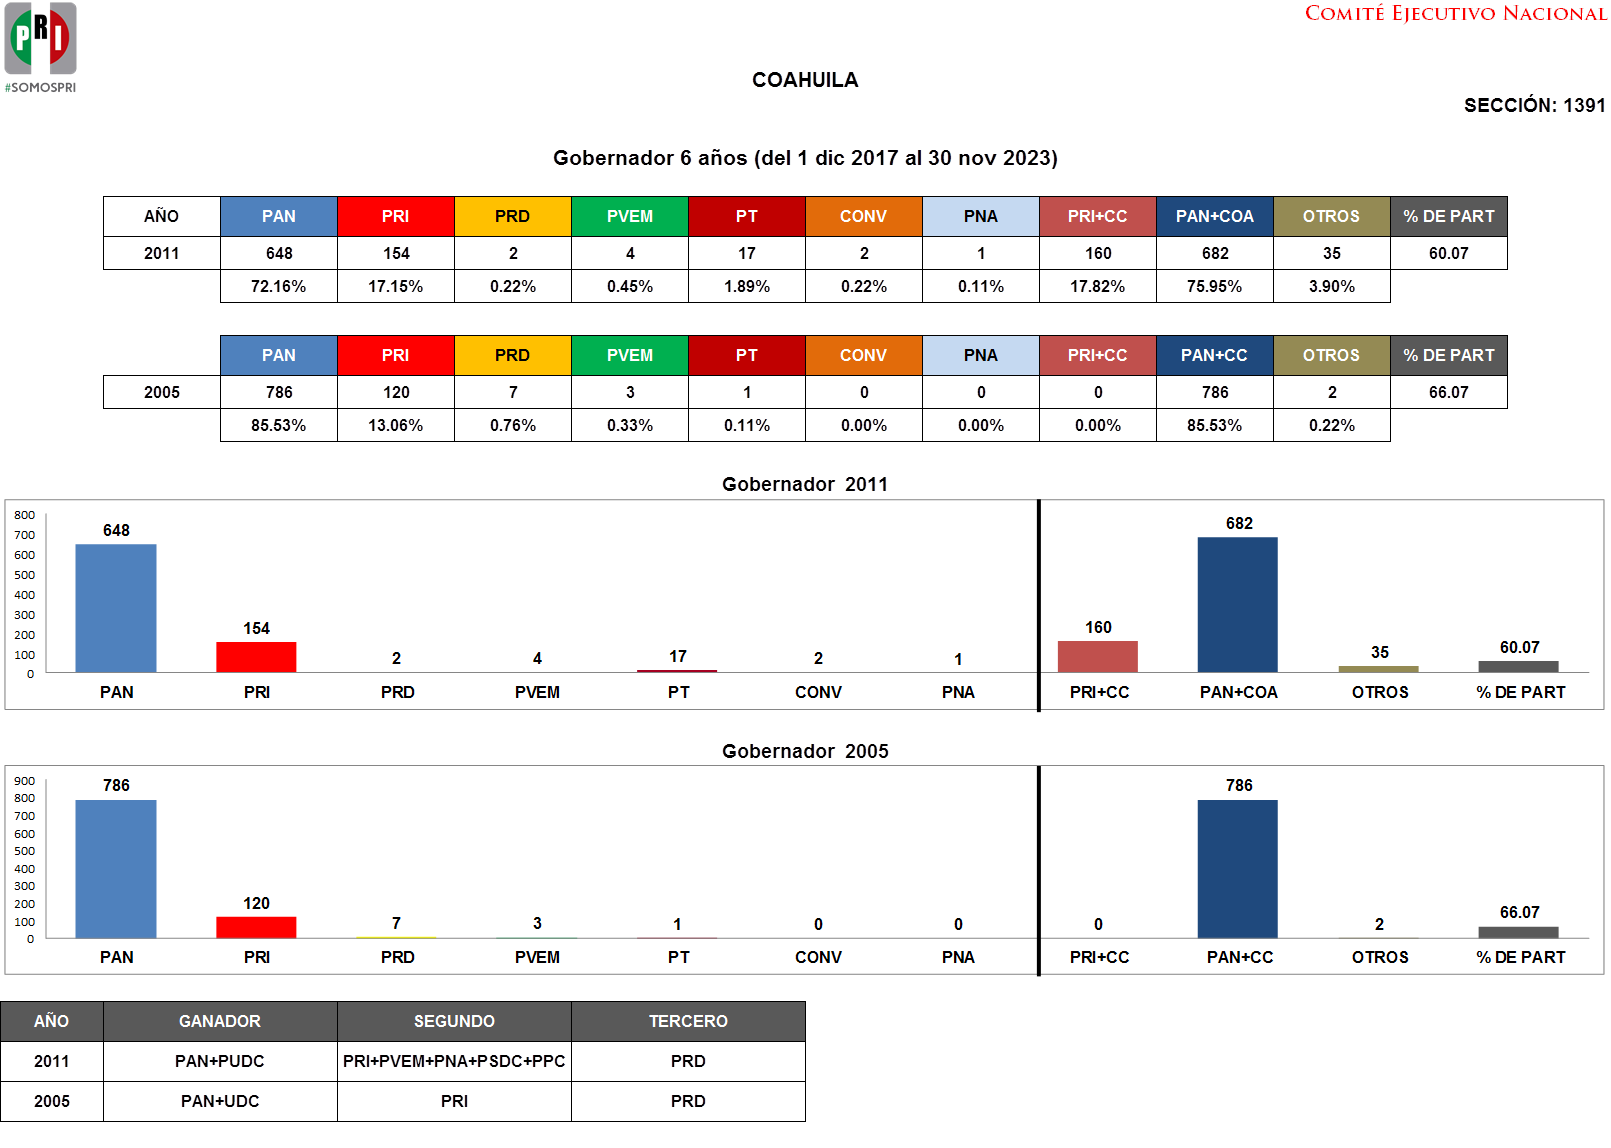 PRI
#SOMOSPRI
COMITÉ EJECUTIVO NACIONAL
COAHUILA
SECCIÓN: 1391
Gobernador 6 años (del 1 dic 2017 al 30 nov 2023)
AÑO PAN PRI PRD PVEM PT CONV PNA PRI+CC PAN+COA OTROS % DE PART
2011 648 154 2 4 17 2 1 160 682 35 60.07
72.16% 17.15% 0.22% 0.45% 1.89% 0.22% 0.11% 17.82% 75.95% 3.90%
PAN PRI PRD PVEM PT CONV PNA PRI+CC PAN+CC OTROS % DE PART
2005 786 120 7 3 1 0 0 0 786 2 66.07
85.53% 13.06% 0.76% 0.33% 0.11% 0.00% 0.00% 0.00% 85.53% 0.22%
Gobernador 2011
800
700
600
500
400
300
200
100
0
648 154 2 4 17 2 1 160 682 35 60.07
PAN PRI PRD PVEM PT CONV PNA PRI+CC PAN+COA OTROS % DE PART
Gobernador 2005
900
800
700
600
500
400
300
200
100
0
786 120 7 3 1 0 0 0 786 2 66.07
PAN PRI PRD PVEM PT CONV PNA PRI+CC PAN+CC OTROS % DE PART
AÑO GANADOR SEGUNDO TERCERO
2011 PAN+PUDC PRI+PVEM+PNA+PSDC+PPC PRD
2005 PAN+UDC PRI PRD